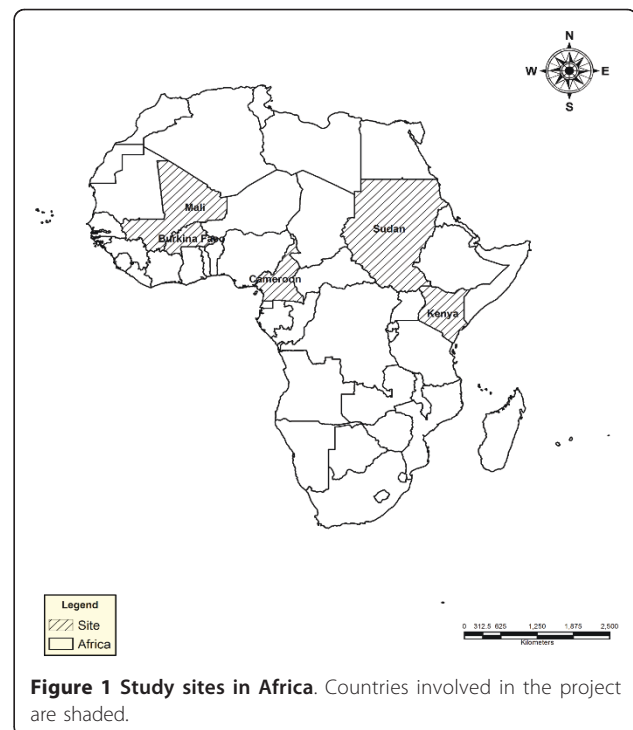 N
W E
S
Mali
Burkina Faso
Sudan
Cameroon
Kenya
Legend
Site
Africa
0 312.5 625 1,250 1,875 2,500
Kilometers
Figure 1 Study sites in Africa. Countries involved in the project
are shaded.